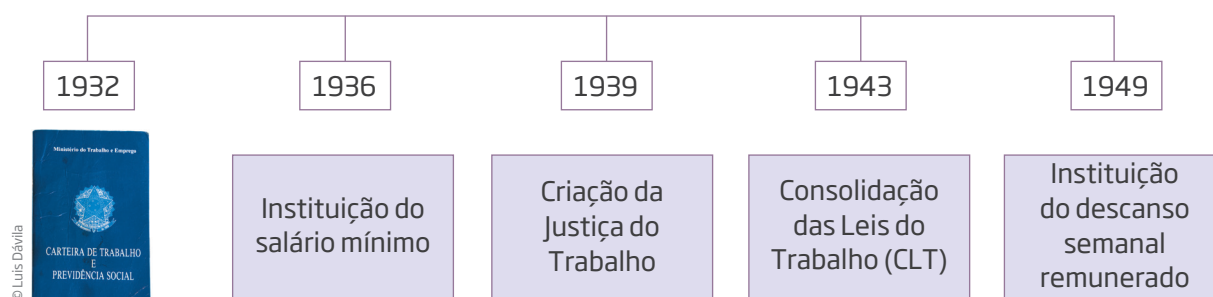 1932
1936
1939
1943
1949
Ministério do Trabalho e Emprego
CARTEIRA DE TRABALHO
E
PREVIDÊNCIA SOCIAL
© Luis Dávila
Instituição do
salário mínimo
Criação da
Justiça do
Trabalho
Consolidação
das Leis do
Trabalho (CLT)
Instituição
do descanso
semanal
remunerado